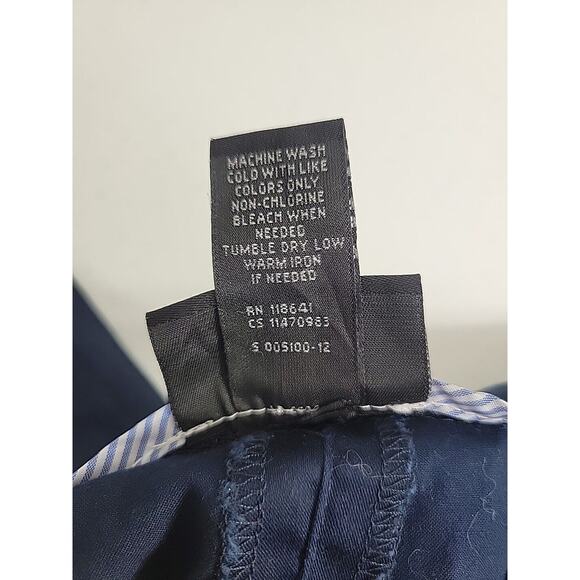 MACHINE WASH
COLD WITH LIKE
COLORS ONLY
NON-CHLORINE
BLEACH WHEN
NEEDED
TUMBLE DRY LOW
WARM IRON
IF NEEDED
RN 118641
CS 11470983
S 005100-12